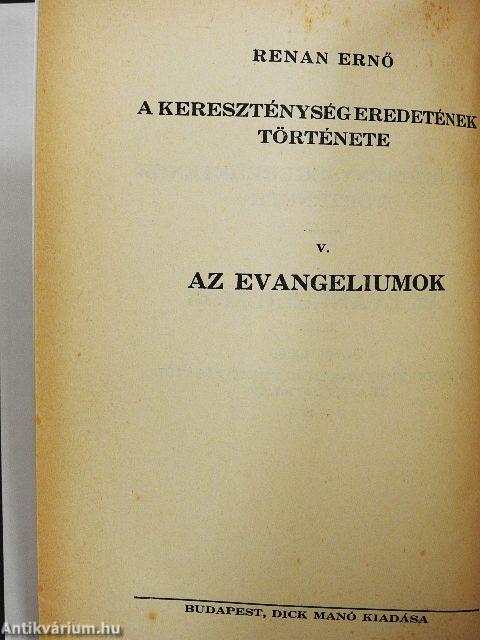 RENAN ERNŐ
A KERESZTÉNYSÉG EREDETÉNEK
TÖRTÉNETE
V.
AZ EVANGELIUMOK
BUDAPEST, DICK MANÓ KIADÁSA
Antikvárium.hu